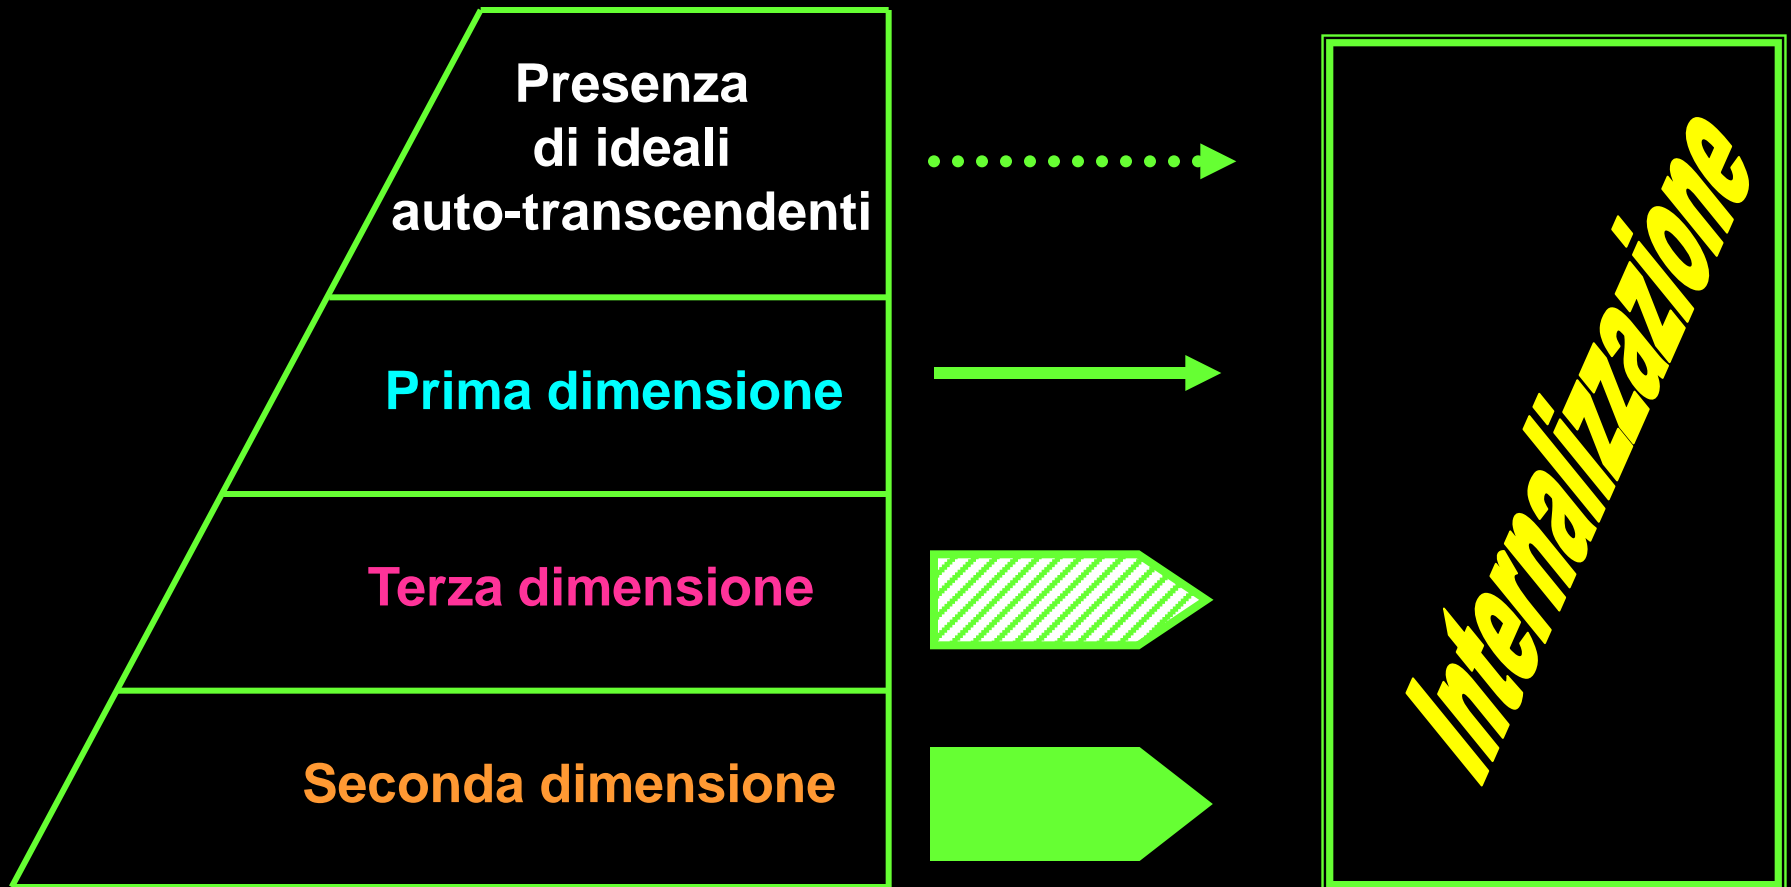 Presenza
di ideali
auto-transcendenti
Prima dimensione
Terza dimensione
Seconda dimensione
Internalizzazione